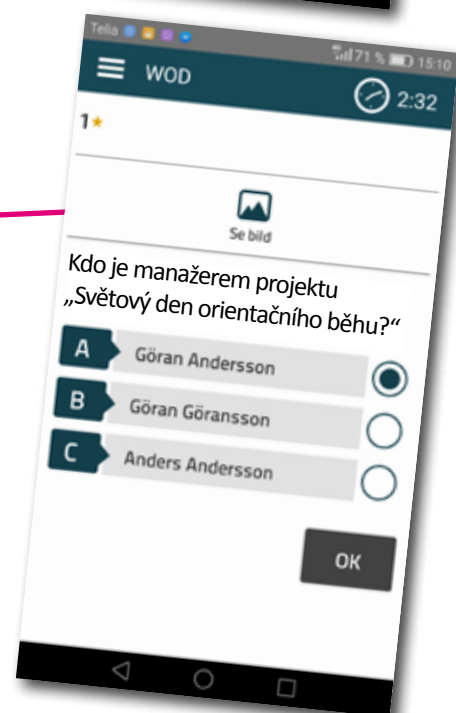 Telia 71 % 15:10
WOD 2:32
1
Se bild
Kdo je manažerem projektu
„Světový den orientačního běhu?“
A Göran Andersson
B Göran Göransson
C Anders Andersson
OK